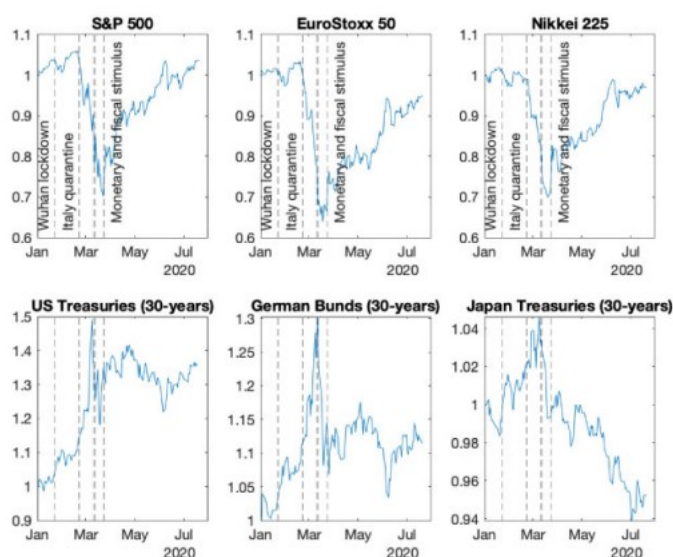 S&P 500
1
0.9
0.8
0.7
0.6
Wuhan lockdown
Italy quarantine
Monetary and fiscal stimulus
Jan Mar May Jul
2020
EuroStoxx 50
1
0.9
0.8
0.7
0.6
Wuhan lockdown
Italy quarantine
Monetary and fiscal stimulus
Jan Mar May Jul
2020
Nikkei 225
1
0.9
0.8
0.7
0.6
Wuhan lockdown
Italy quarantine
Monetary and fiscal stimulus
Jan Mar May Jul
2020
US Treasuries (30-years)
1.5
1.4
1.3
1.2
1.1
1
0.9
Jan Mar May Jul
2020
German Bunds (30-years)
1.3
1.25
1.2
1.15
1.1
1.05
1
Jan Mar May Jul
2020
Japan Treasuries (30-years)
1.04
1.02
1
0.98
0.96
0.94
Jan Mar May Jul
2020